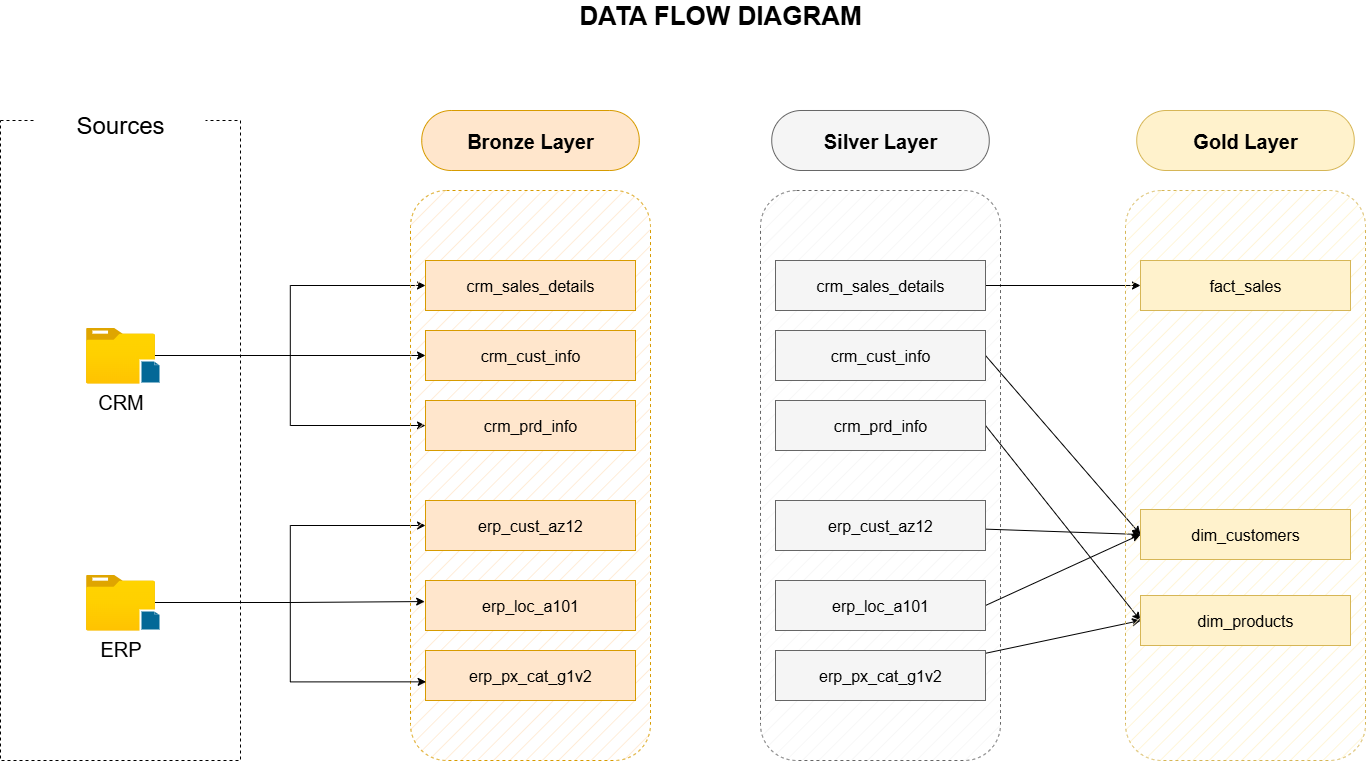 DATA FLOW DIAGRAM
Sources
Bronze Layer
Silver Layer
Gold Layer
CRM
ERP
crm_sales_details
crm_cust_info
crm_prd_info
erp_cust_az12
erp_loc_a101
erp_px_cat_g1v2
crm_sales_details
crm_cust_info
crm_prd_info
erp_cust_az12
erp_loc_a101
erp_px_cat_g1v2
fact_sales
dim_customers
dim_products